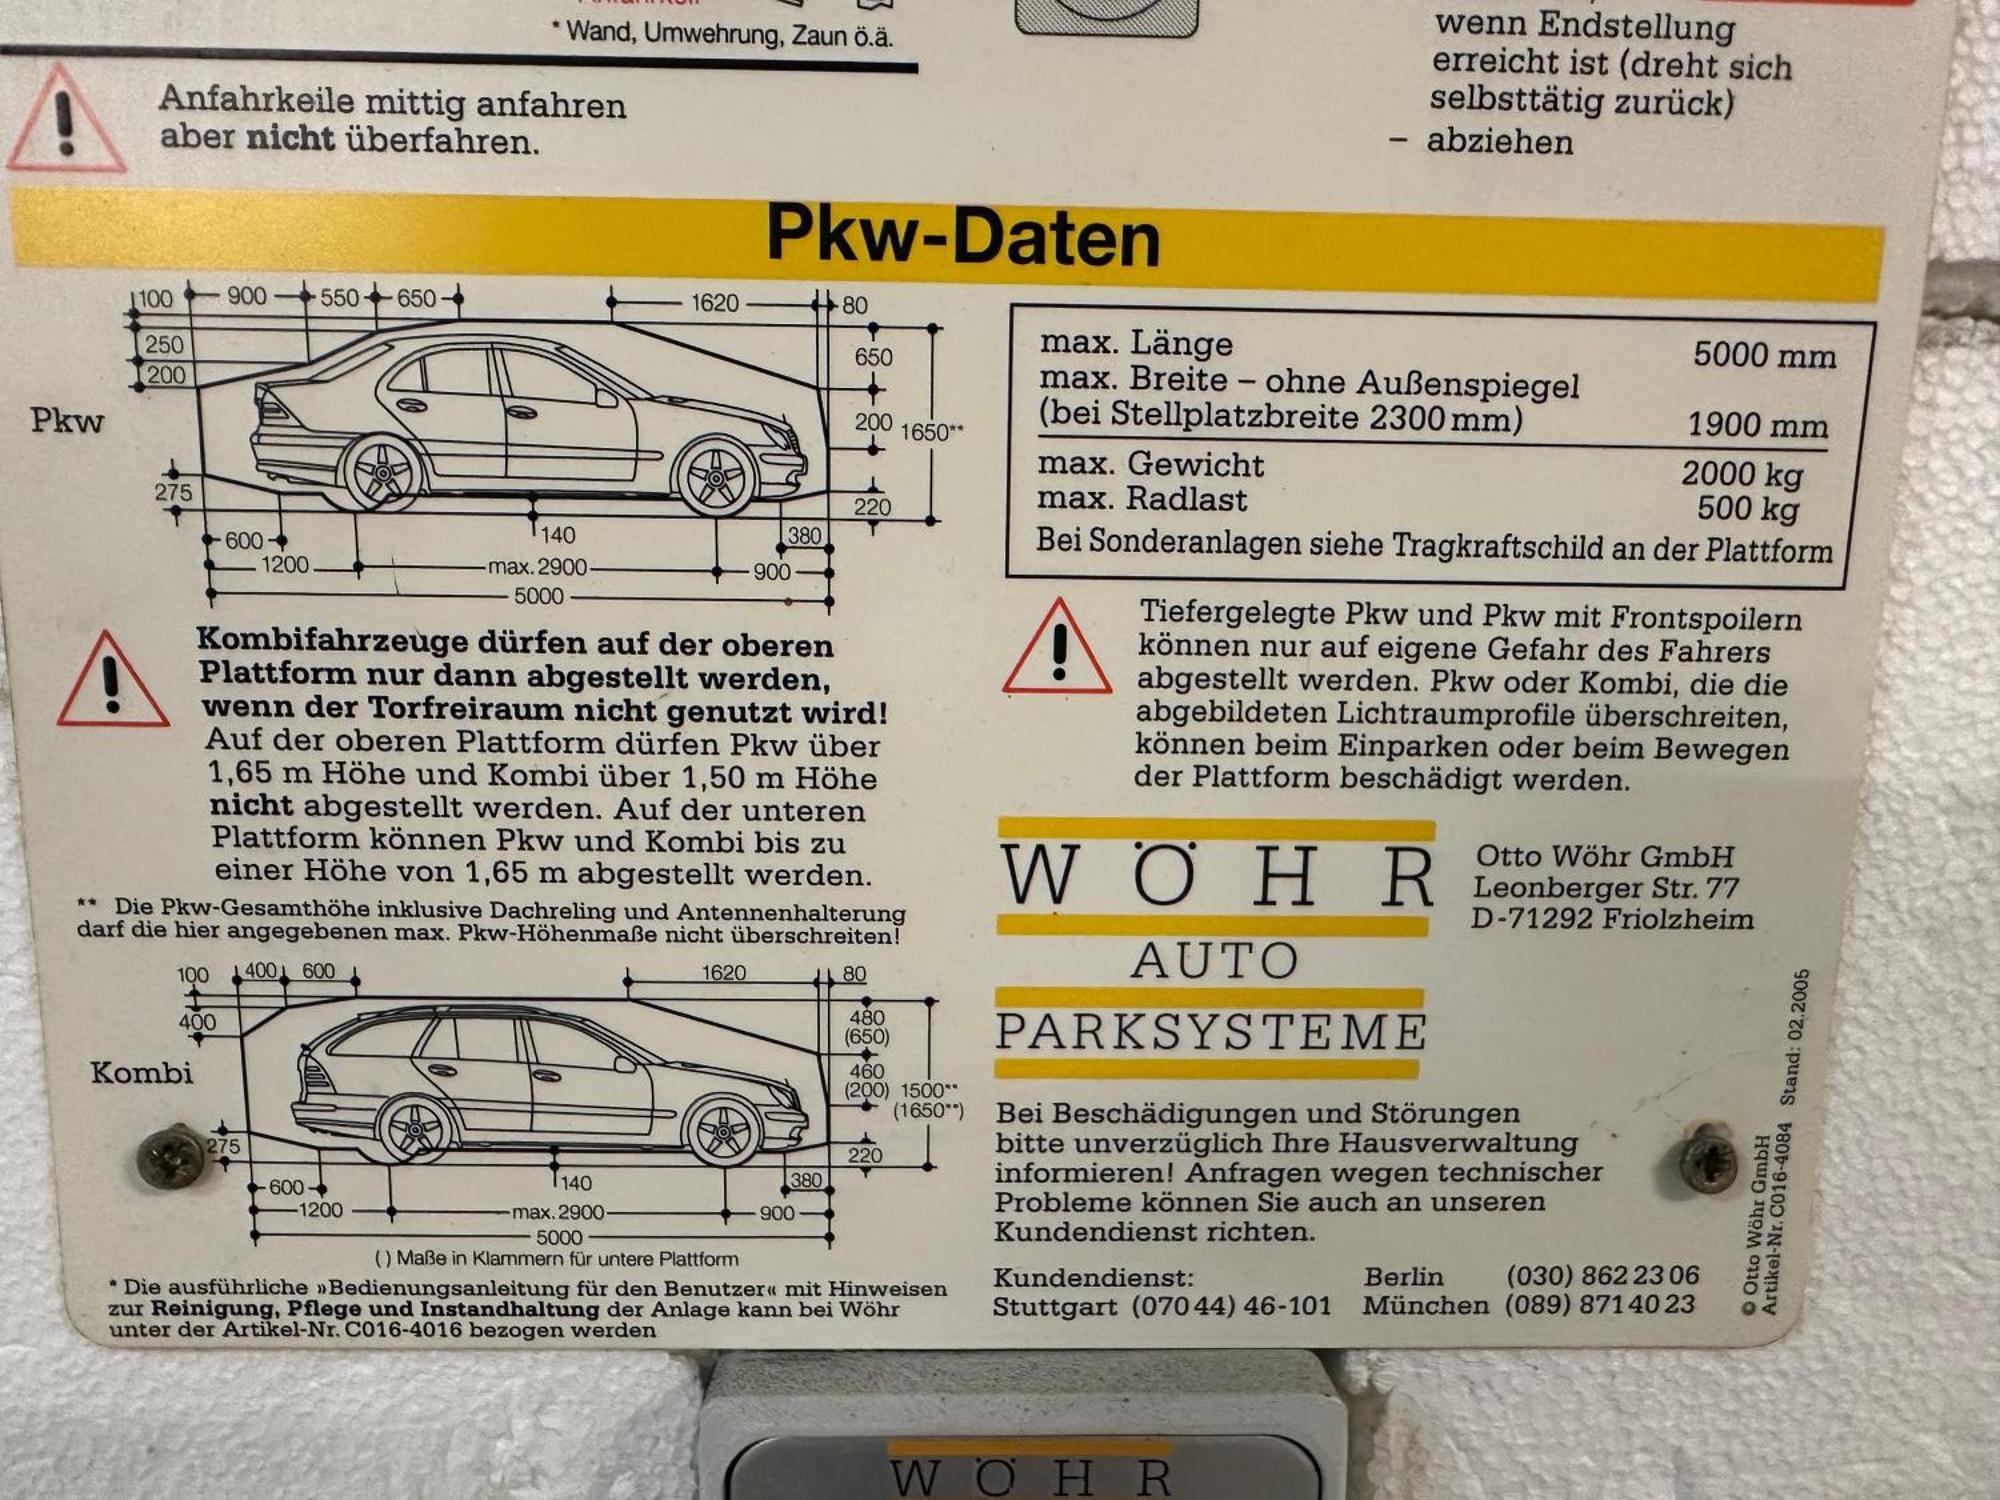 * Wand, Umwehrung, Zaun ö.ä.
Anfahrkeile mittig anfahren
aber nicht überfahren.
wenn Endstellung
erreicht ist (dreht sich
selbsttätig zurück)
– abziehen
Pkw-Daten
100 900 550 650 1620 80
250
200
650
200 1650**
Pkw
275
220
600 140 380
1200 max. 2900 900
5000
max. Länge 5000 mm
max. Breite – ohne Außenspiegel
(bei Stellplatzbreite 2300 mm) 1900 mm
max. Gewicht 2000 kg
max. Radlast 500 kg
Bei Sonderanlagen siehe Tragkraftschild an der Plattform
Kombifahrzeuge dürfen auf der oberen
Plattform nur dann abgestellt werden,
wenn der Torfreiraum nicht genutzt wird!
Auf der oberen Plattform dürfen Pkw über
1,65 m Höhe und Kombi über 1,50 m Höhe
nicht abgestellt werden. Auf der unteren
Plattform können Pkw und Kombi bis zu
einer Höhe von 1,65 m abgestellt werden.
** Die Pkw-Gesamthöhe inklusive Dachreling und Antennenhalterung
darf die hier angegebenen max. Pkw-Höhenmaße nicht überschreiten!
Tiefergelegte Pkw und Pkw mit Frontspoilern
können nur auf eigene Gefahr des Fahrers
abgestellt werden. Pkw oder Kombi, die die
abgebildeten Lichtraumprofile überschreiten,
können beim Einparken oder beim Bewegen
der Plattform beschädigt werden.
100 400 600 1620 80
400
480
(650)
460
(200) 1500**
(1650**)
Kombi
275
220
600 140 380
1200 max. 2900 900
5000
( ) Maße in Klammern für untere Plattform
* Die ausführliche »Bedienungsanleitung für den Benutzer« mit Hinweisen
zur Reinigung, Pflege und Instandhaltung der Anlage kann bei Wöhr
unter der Artikel-Nr. C016-4016 bezogen werden
WÖHR
AUTO
PARKSYSTEME
Otto Wöhr GmbH
Leonberger Str. 77
D-71292 Friolzheim
Bei Beschädigungen und Störungen
bitte unverzüglich Ihre Hausverwaltung
informieren! Anfragen wegen technischer
Probleme können Sie auch an unseren
Kundendienst richten.
Kundendienst: Berlin (030) 862 23 06
Stuttgart (070 44) 46-101 München (089) 871 40 23
© Otto Wöhr GmbH
Artikel-Nr. C016-4084 Stand: 02.2005
WÖHR